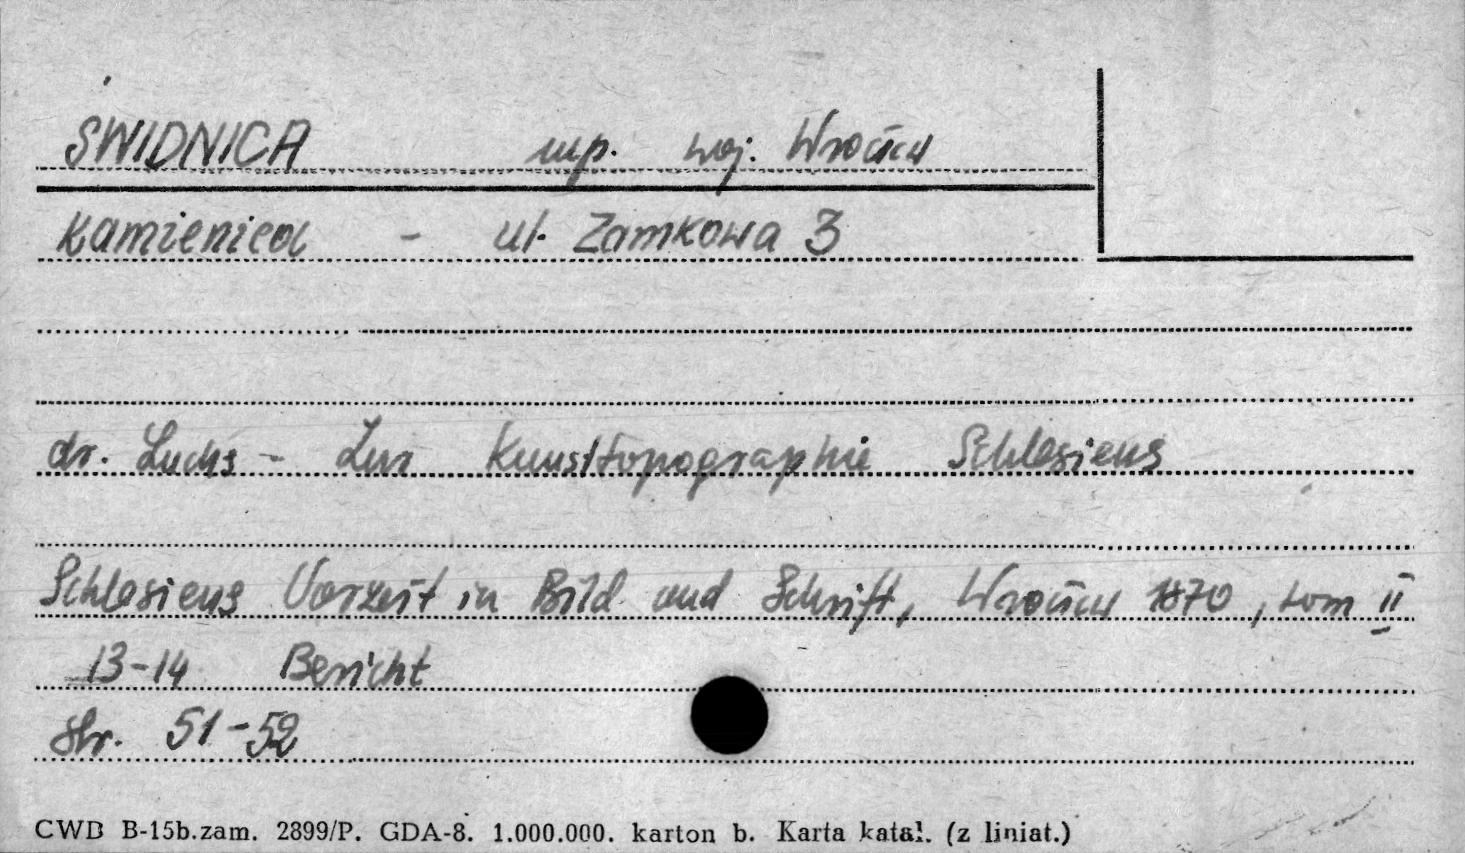 ŚWIDNICA mp. woj. Wrocław
Kamienica - ul. Zamkowa 3
dr. Luchs - Zur Kunsttopographie Schlesiens
Schlesiens Vorzeit in Bild und Schrift, Wrocław 1870, tom II
13-14 Bericht
Str. 51-52
CWD B-15b.zam. 2899/P. GDA-8. 1.000.000. karton b. Karta katal. (z liniat.)